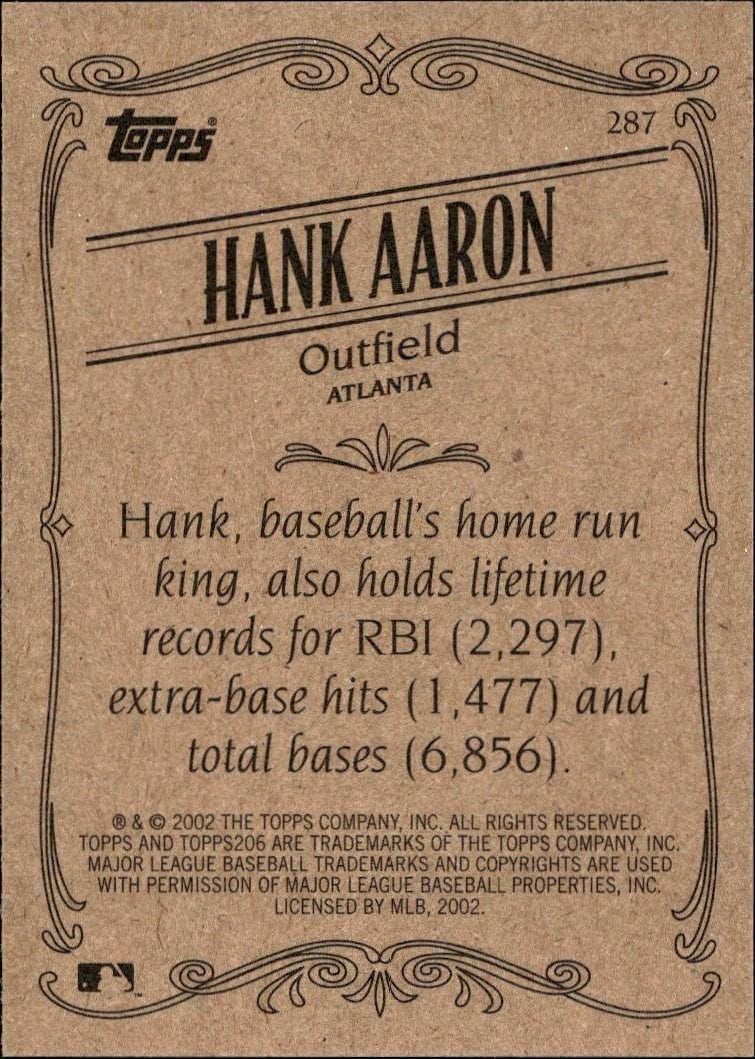 Topps®
287
HANK AARON
Outfield
ATLANTA
Hank, baseball's home run
king, also holds lifetime
records for RBI (2,297),
extra-base hits (1,477) and
total bases (6,856).
® & © 2002 THE TOPPS COMPANY, INC. ALL RIGHTS RESERVED.
TOPPS AND TOPPS206 ARE TRADEMARKS OF THE TOPPS COMPANY, INC.
MAJOR LEAGUE BASEBALL TRADEMARKS AND COPYRIGHTS ARE USED
WITH PERMISSION OF MAJOR LEAGUE BASEBALL PROPERTIES, INC.
LICENSED BY MLB, 2002.
™